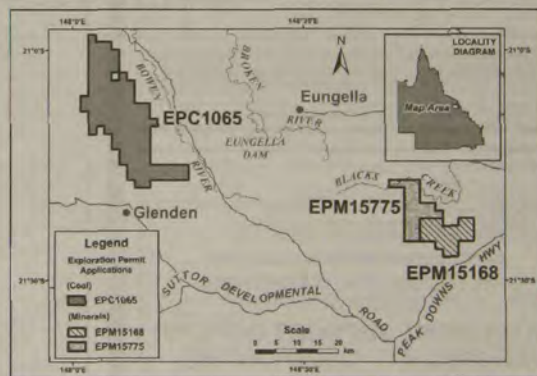 148°0'E
148°30'E
21°0'S
21°0'S
N
LOCALITY
DIAGRAM
Map Area
BOWEN
RIVER
BROKEN
RIVER
Eungella
EUNGELLA
DAM
EPC1065
BLACKS
CREEK
EPM15775
EPM15168
Glenden
SUTTOR DEVELOPMENTAL
ROAD
PEAK DOWNS HWY
Legend
Exploration Permit
Applications
(Coal)
EPC1065
(Minerals)
EPM15168
EPM15775
21°30'S
21°30'S
Scale
0 5 10 15 20
km
148°0'E
148°30'E